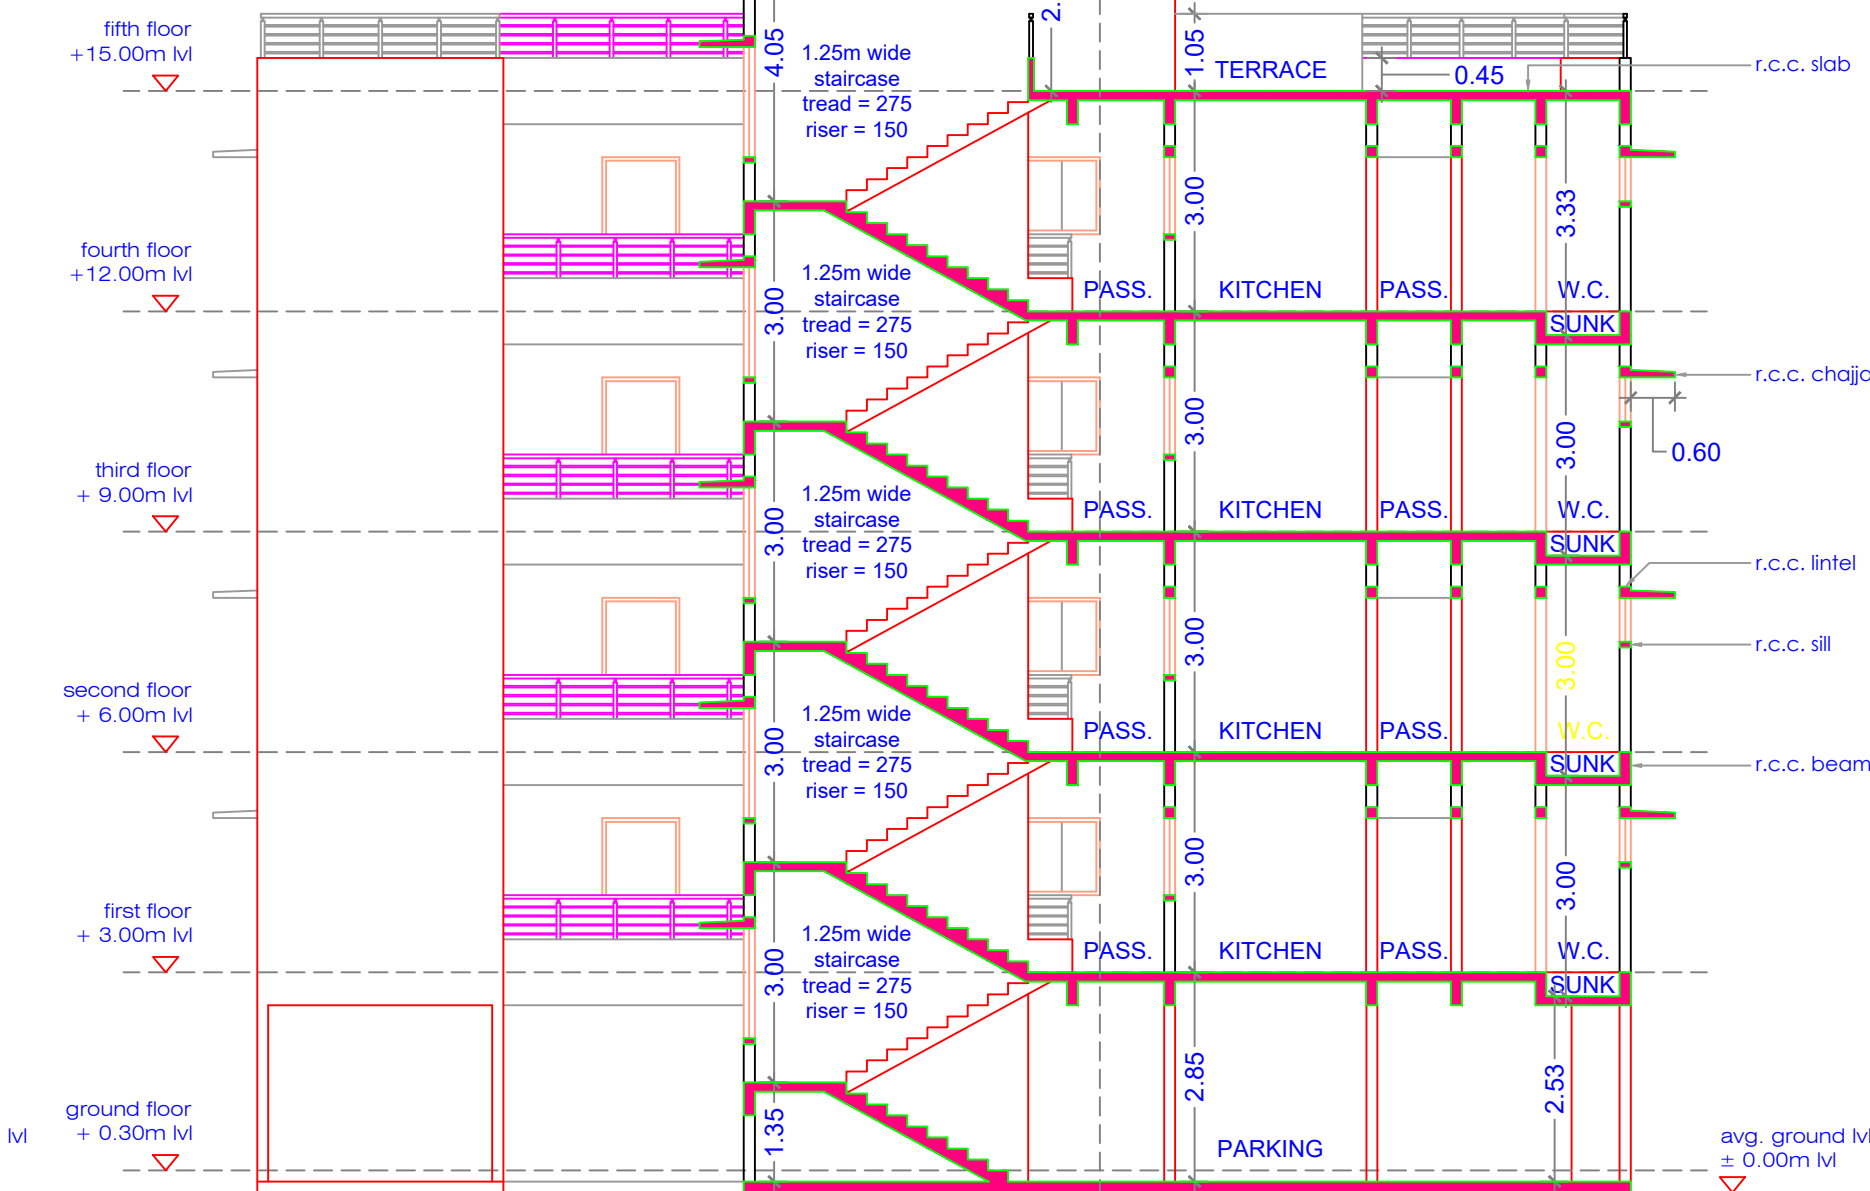 fifth floor
+15.00m lvl
4.05
1.25m wide
staircase
tread = 275
riser = 150
2.
1.05
TERRACE
0.45
r.c.c. slab
3.00
3.33
fourth floor
+12.00m lvl
3.00
1.25m wide
staircase
tread = 275
riser = 150
PASS.
KITCHEN
PASS.
W.C.
SUNK
r.c.c. chajja
3.00
3.00
0.60
third floor
+ 9.00m lvl
3.00
1.25m wide
staircase
tread = 275
riser = 150
PASS.
KITCHEN
PASS.
W.C.
SUNK
r.c.c. lintel
3.00
3.00
r.c.c. sill
second floor
+ 6.00m lvl
3.00
1.25m wide
staircase
tread = 275
riser = 150
PASS.
KITCHEN
PASS.
W.C.
SUNK
r.c.c. beam
3.00
3.00
first floor
+ 3.00m lvl
3.00
1.25m wide
staircase
tread = 275
riser = 150
PASS.
KITCHEN
PASS.
W.C.
SUNK
2.85
2.53
lvl
ground floor
+ 0.30m lvl
1.35
PARKING
avg. ground lvl
± 0.00m lvl